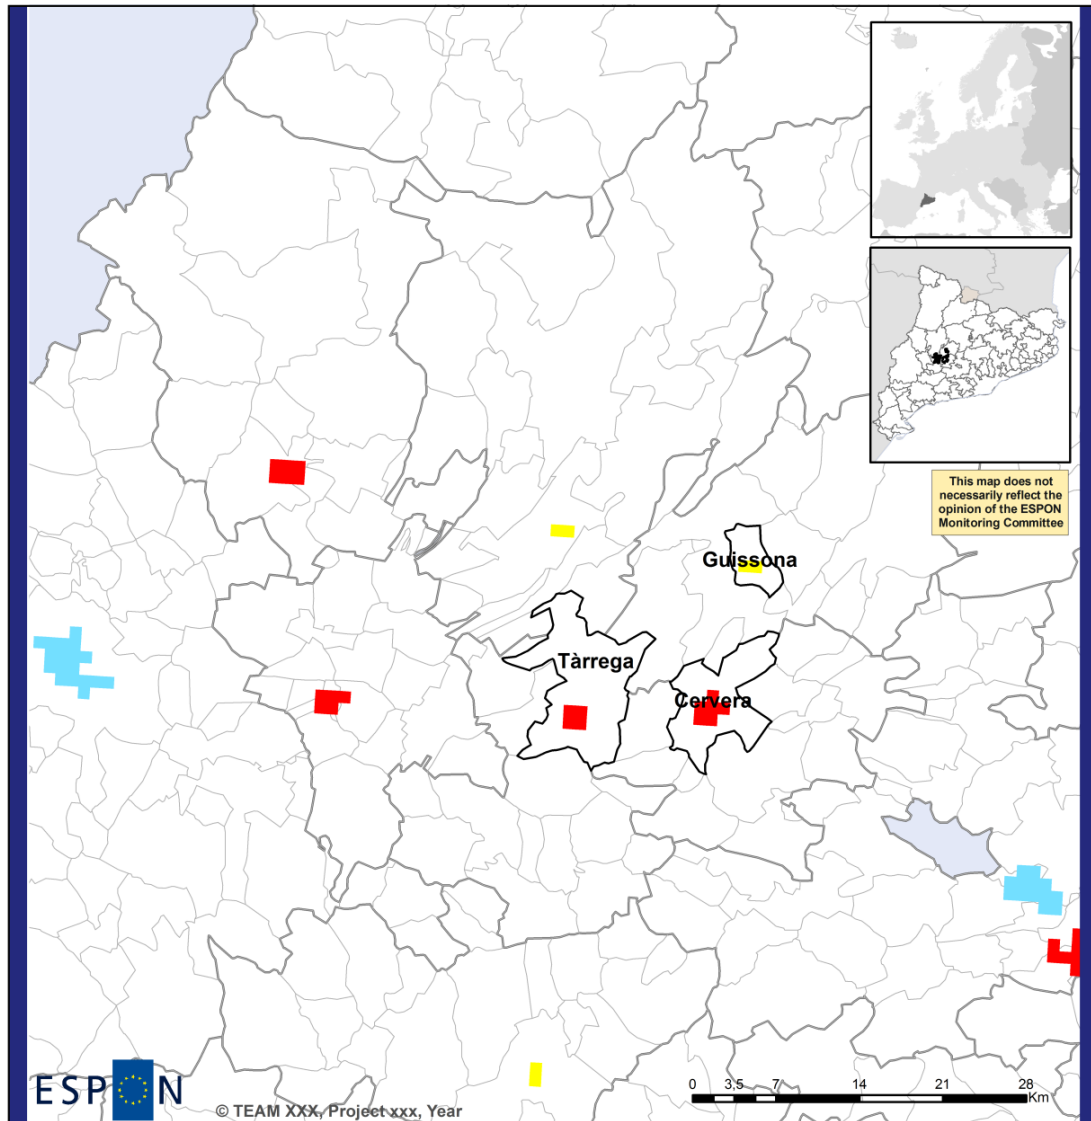 This map does not
necessarily reflect the
opinion of the ESPON
Monitoring Committee
Guissona
Tàrrega
Cervera
ESPON
© TEAM XXX, Project xxx, Year
0 3,5 7 14 21 28
Km